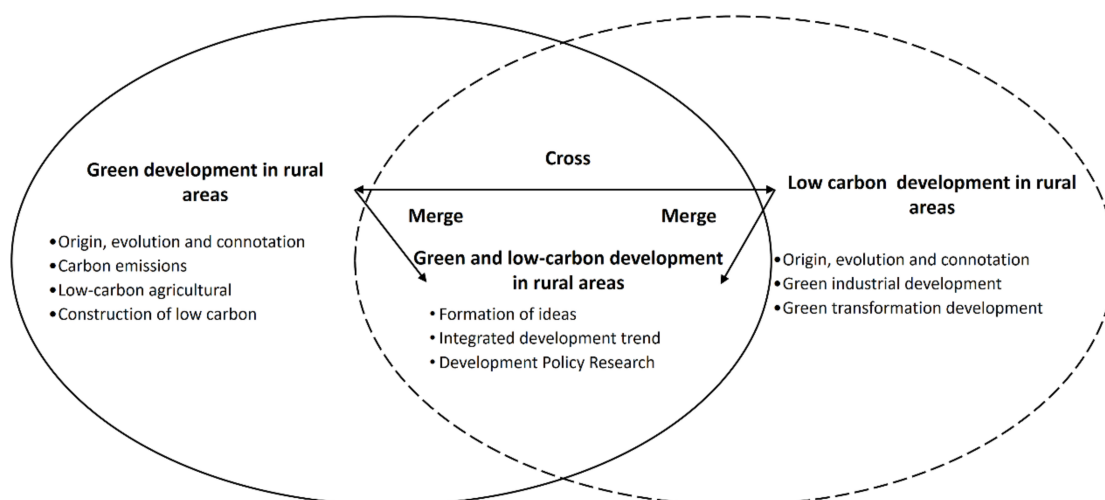 Green development in rural
areas
• Origin, evolution and connotation
• Carbon emissions
• Low-carbon agricultural
• Construction of low carbon
Cross
Merge
Merge
Green and low-carbon development
in rural areas
• Formation of ideas
• Integrated development trend
• Development Policy Research
Low carbon development in rural
areas
• Origin, evolution and connotation
• Green industrial development
• Green transformation development